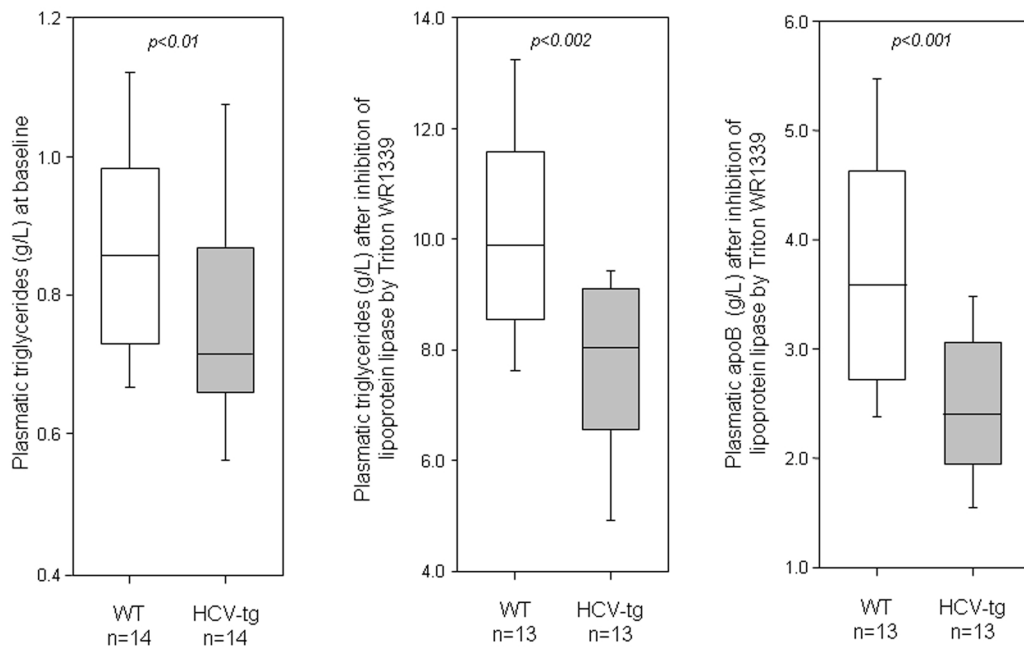 Plasmatic triglycerides (g/L) at baseline
1.2
1.0
0.8
0.6
0.4
p<0.01
WT
n=14
HCV-tg
n=14
Plasmatic triglycerides (g/L) after inhibition of
lipoprotein lipase by Triton WR1339
14.0
12.0
10.0
8.0
6.0
4.0
p<0.002
WT
n=13
HCV-tg
n=13
Plasmatic apoB (g/L) after inhibition of
lipoprotein lipase by Triton WR1339
6.0
5.0
4.0
3.0
2.0
1.0
p<0.001
WT
n=13
HCV-tg
n=13